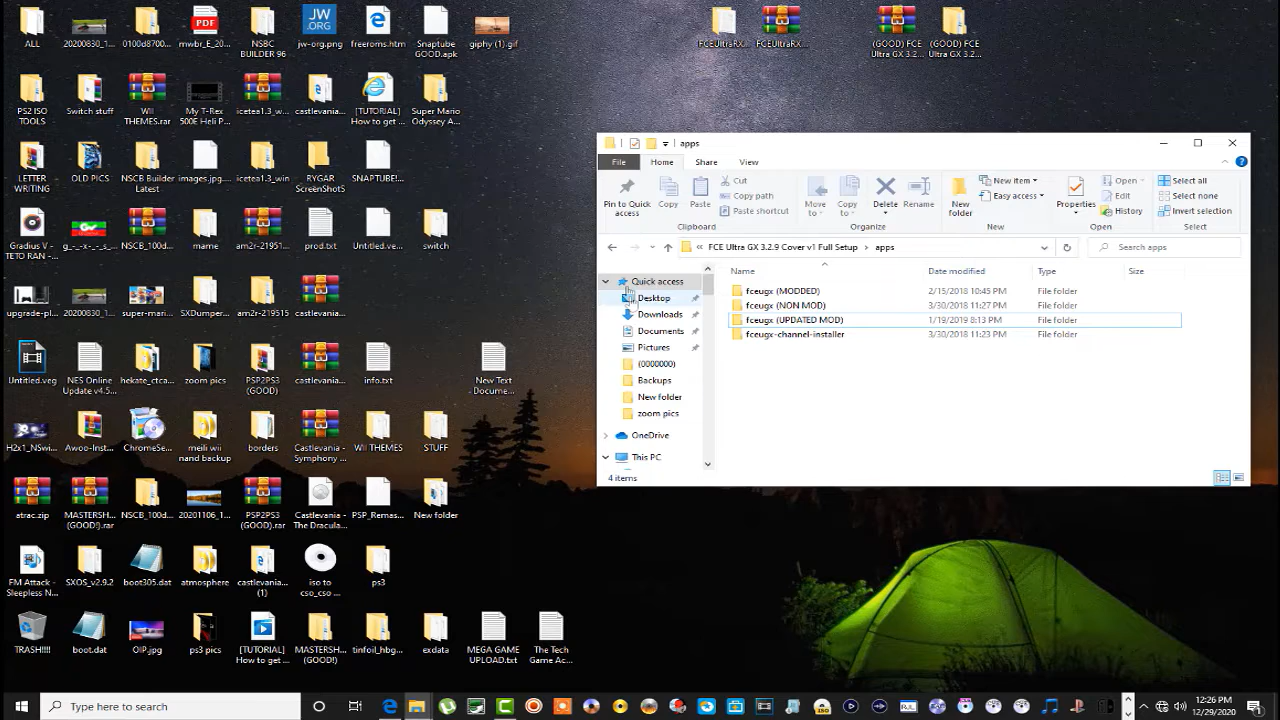 ALL
20200830_1...
PDF
mwbr_E_20...
0100d8700...
NSBC BUILDER 96
JW .ORG
jw-org.png
freeroms.htm
Snaptube GOOD.apk
giphy (1).gif
FCEUltraRX...
FCEUltraRX...
(GOOD) FCE Ultra GX 3.2...
(GOOD) FCE Ultra GX 3.2...
PS2 ISO TOOLS
Switch stuff
WII THEMES.rar
My T-Rex 500E Heli P...
icetea1.3_w...
castlevania...
[TUTORIAL] How to get ...
Super Mario Odyssey A...
LETTER WRITING
OLD PICS
NSCB Builder Latest
images.jpg...
icetea1.3_win
RYGAR ScreenShotS
SNAPTUBE!...
Gradius V - TETO RAN -...
g_-_-x_-_s_...
NSCB_100d...
mame
am2r-21951...
prod.txt
Untitled.ve...
switch
upgrade-pl...
20200830_1...
super-mari...
SXDumper...
am2r-219515
castlevania...
Untitled.veg
NES Online Update v4.5...
hekate_ctca...
zoom pics
PSP2PS3 (GOOD)
castlevania...
info.txt
New Text Docume...
H2x1_NSwi...
Awoo-Inst...
ChromeSe...
meili wii nand backup
borders
Castlevania - Symphony ...
WII THEMES
STUFF
atrac.zip
MASTERSH... (GOOD!).rar
NSCB_100d...
20201106_1...
PSP2PS3 (GOOD).rar
Castlevania - The Dracula...
PSP_Remas...
New folder
FM Attack - Sleepless N...
SXOS_v2.9.2
boot305.dat
atmosphere
castlevania... (1)
iso to cso_cso ...
ps3
TRASH!!!!
boot.dat
OIP.jpg
ps3 pics
[TUTORIAL] How to get ...
MASTERSH... (GOOD!)
tinfoil_hbg...
exdata
MEGA GAME UPLOAD.txt
The Tech Game Ac...
apps
File Home Share View
Pin to Quick access
Copy
Paste
Cut
Copy path
Paste shortcut
Clipboard
Move to
Copy to
Delete
Rename
Organize
New folder
New item
Easy access
New
Properties
Open
Edit
History
Open
Select all
Select none
Invert selection
Select
« FCE Ultra GX 3.2.9 Cover v1 Full Setup › apps
Search apps
Quick access
Desktop
Downloads
Documents
Pictures
(0000000)
Backups
New folder
zoom pics
OneDrive
This PC
Name Date modified Type Size
fceugx (MODDED) 2/15/2018 10:45 PM File folder
fceugx (NON MOD) 3/30/2018 11:27 PM File folder
fceugx (UPDATED MOD) 1/19/2019 8:13 PM File folder
fceugx-channel-installer 3/30/2018 11:23 PM File folder
4 items
Type here to search
12:26 PM
12/29/2020